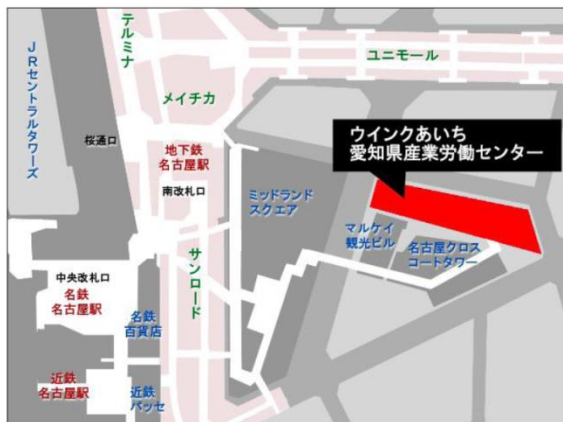 テルミナ
ユニモール
JRセントラルタワーズ
メイチカ
ウインクあいち
愛知県産業労働センター
桜通口
地下鉄
名古屋駅
南改札口
ミッドランド
スクエア
マルケイ
観光ビル
名古屋クロス
コートタワー
サンロード
中央改札口
名鉄
名古屋駅
名鉄
百貨店
近鉄
名古屋駅
近鉄
パッセ